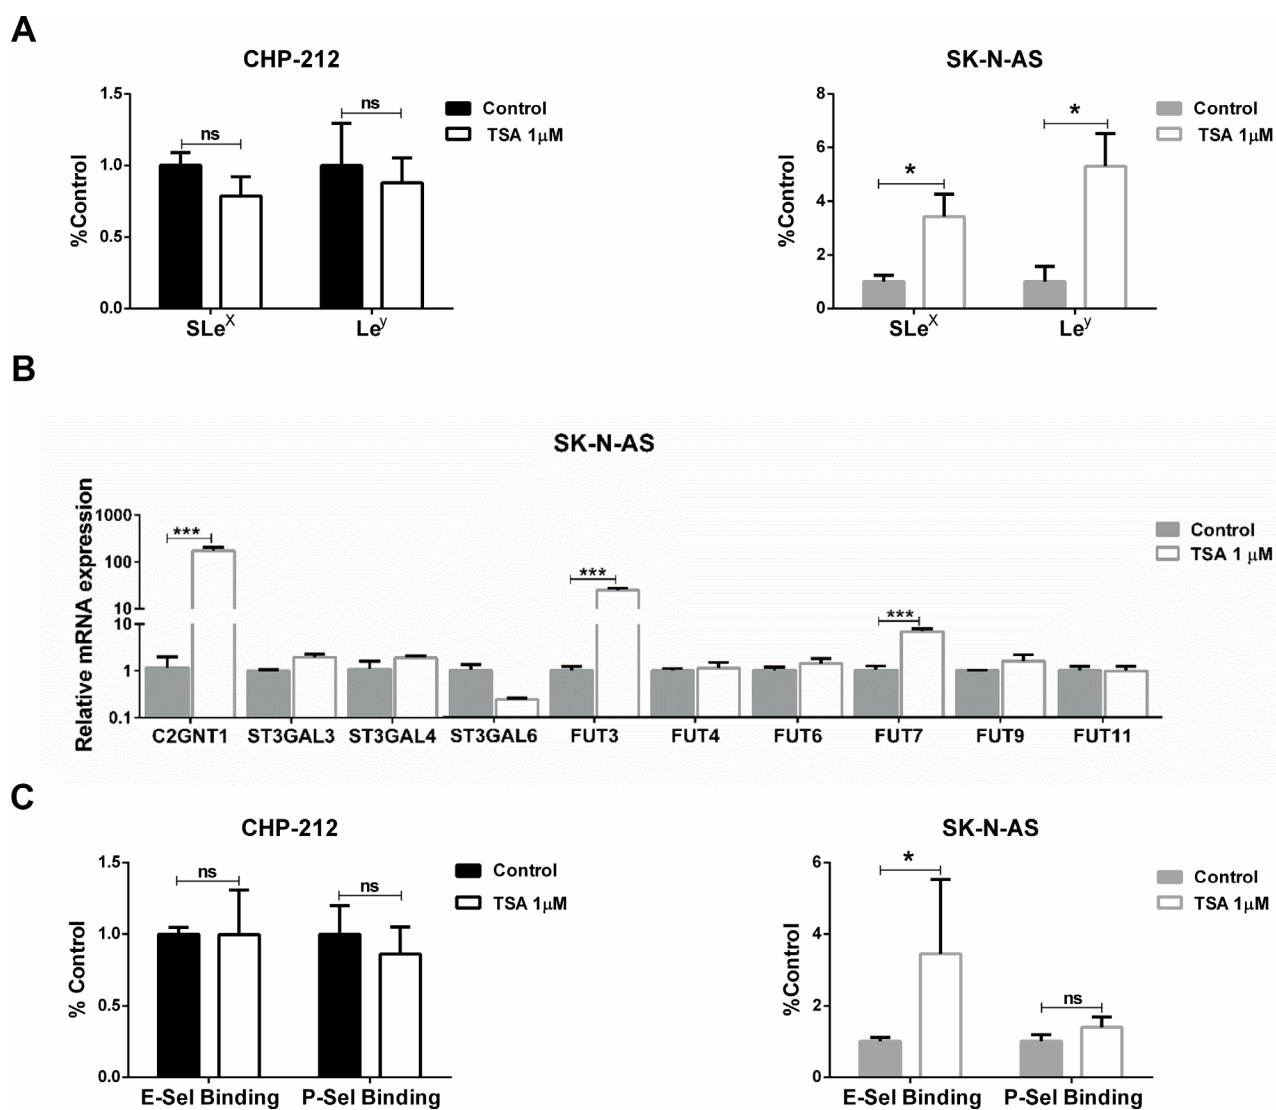 A
CHP-212
%Control
1.5
1.0
0.5
0.0
ns
ns
SLeˣ
Leʸ
Control
TSA 1μM
SK-N-AS
%Control
8
6
4
2
0
*
*
SLeˣ
Leʸ
Control
TSA 1μM
B
SK-N-AS
Relative mRNA expression
1000
100
10
10
1
0.1
***
***
***
C2GNT1 ST3GAL3 ST3GAL4 ST3GAL6 FUT3 FUT4 FUT6 FUT7 FUT9 FUT11
Control
TSA 1 μM
C
CHP-212
% Control
1.5
1.0
0.5
0.0
ns
ns
E-Sel Binding P-Sel Binding
Control
TSA 1μM
SK-N-AS
%Control
6
4
2
0
*
ns
E-Sel Binding P-Sel Binding
Control
TSA 1μM